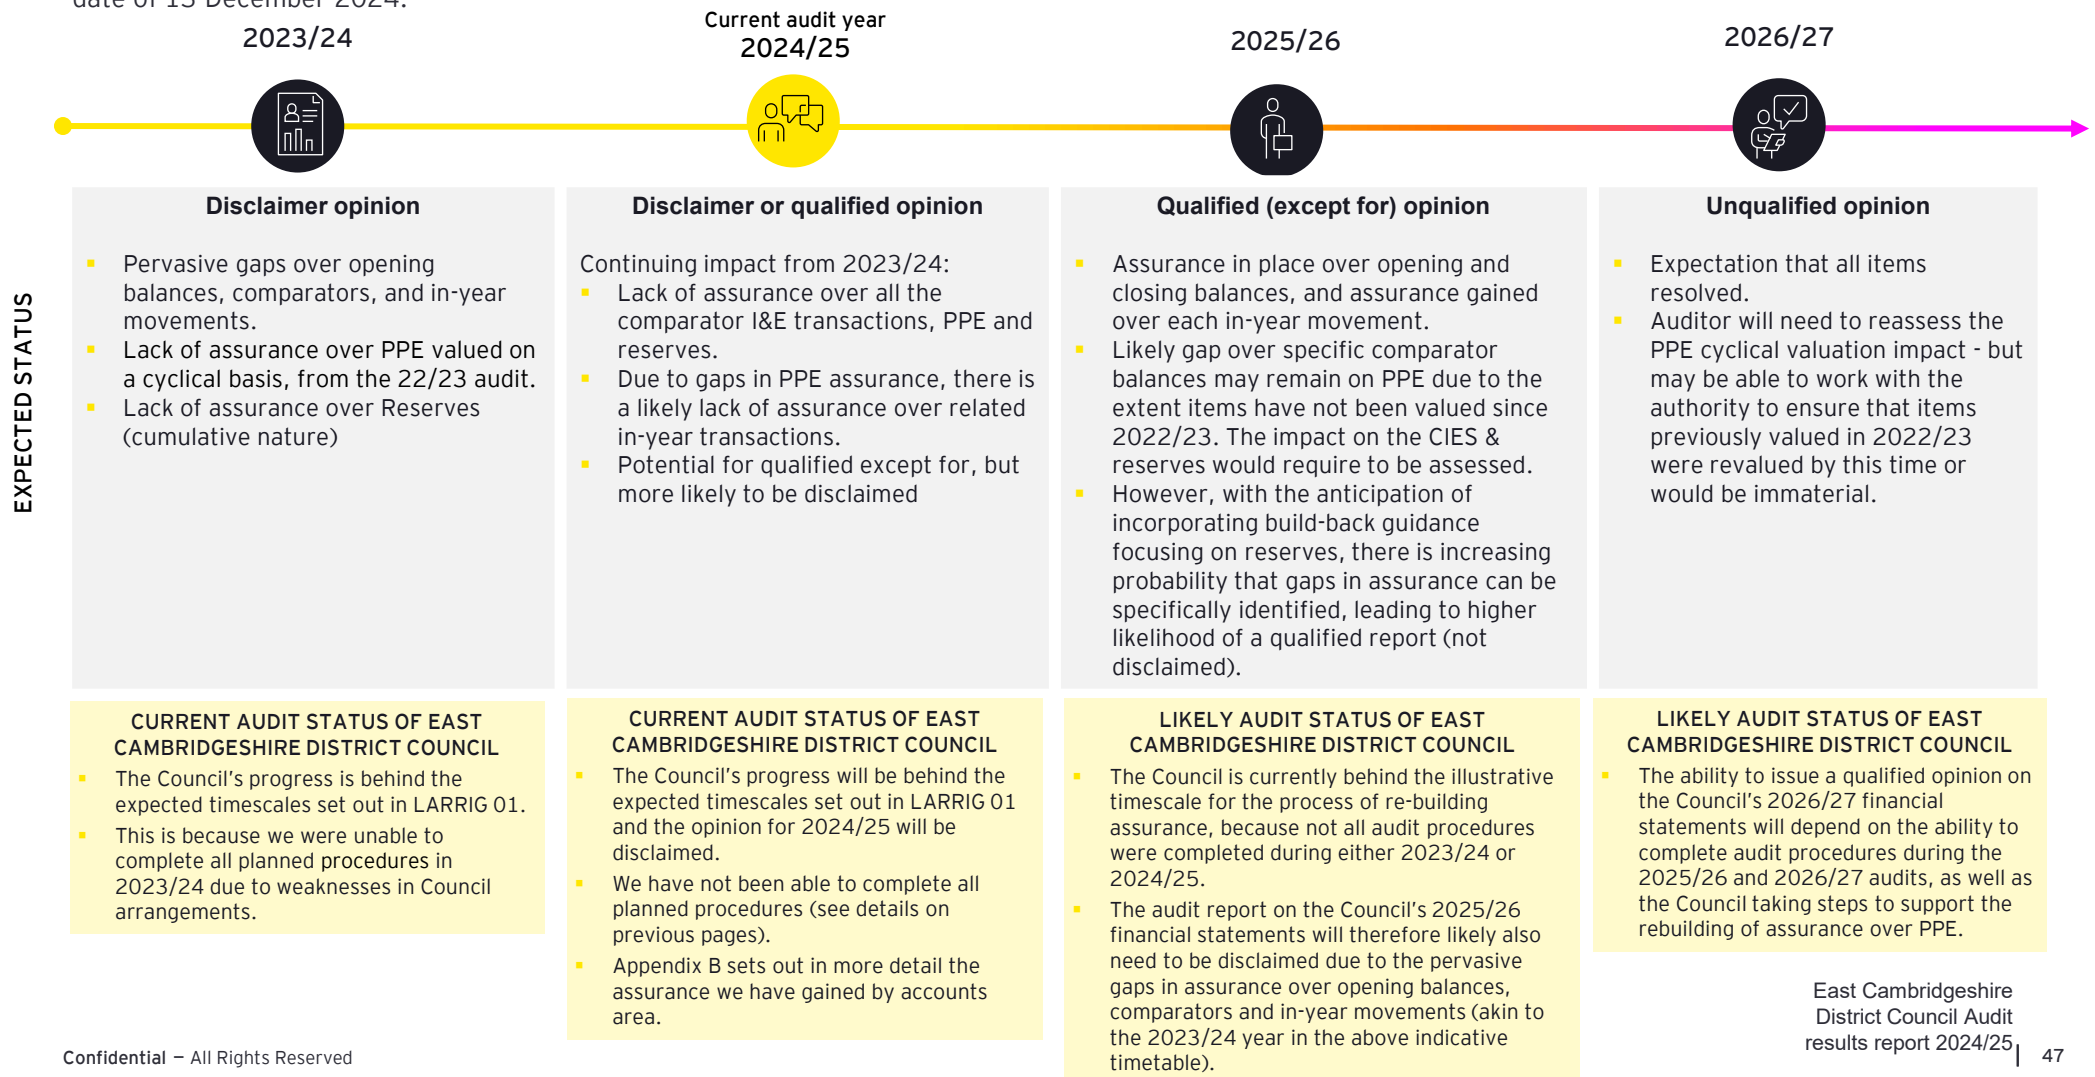 date of 13 December 2024.
2023/24
Current audit year
2024/25
2025/26
2026/27
EXPECTED STATUS
Disclaimer opinion
Pervasive gaps over opening
balances, comparators, and in-year
movements.
Lack of assurance over PPE valued on
a cyclical basis, from the 22/23 audit.
Lack of assurance over Reserves
(cumulative nature)
Disclaimer or qualified opinion
Continuing impact from 2023/24:
Lack of assurance over all the
comparator I&E transactions, PPE and
reserves.
Due to gaps in PPE assurance, there is
a likely lack of assurance over related
in-year transactions.
Potential for qualified except for, but
more likely to be disclaimed
Qualified (except for) opinion
Assurance in place over opening and
closing balances, and assurance gained
over each in-year movement.
Likely gap over specific comparator
balances may remain on PPE due to the
extent items have not been valued since
2022/23. The impact on the CIES &
reserves would require to be assessed.
However, with the anticipation of
incorporating build-back guidance
focusing on reserves, there is increasing
probability that gaps in assurance can be
specifically identified, leading to higher
likelihood of a qualified report (not
disclaimed).
Unqualified opinion
Expectation that all items
resolved.
Auditor will need to reassess the
PPE cyclical valuation impact - but
may be able to work with the
authority to ensure that items
previously valued in 2022/23
were revalued by this time or
would be immaterial.
CURRENT AUDIT STATUS OF EAST
CAMBRIDGESHIRE DISTRICT COUNCIL
The Council's progress is behind the
expected timescales set out in LARRIG 01.
This is because we were unable to
complete all planned procedures in
2023/24 due to weaknesses in Council
arrangements.
CURRENT AUDIT STATUS OF EAST
CAMBRIDGESHIRE DISTRICT COUNCIL
The Council's progress will be behind the
expected timescales set out in LARRIG 01
and the opinion for 2024/25 will be
disclaimed.
We have not been able to complete all
planned procedures (see details on
previous pages).
Appendix B sets out in more detail the
assurance we have gained by accounts
area.
LIKELY AUDIT STATUS OF EAST
CAMBRIDGESHIRE DISTRICT COUNCIL
The Council is currently behind the illustrative
timescale for the process of re-building
assurance, because not all audit procedures
were completed during either 2023/24 or
2024/25.
The audit report on the Council's 2025/26
financial statements will therefore likely also
need to be disclaimed due to the pervasive
gaps in assurance over opening balances,
comparators and in-year movements (akin to
the 2023/24 year in the above indicative
timetable).
LIKELY AUDIT STATUS OF EAST
CAMBRIDGESHIRE DISTRICT COUNCIL
The ability to issue a qualified opinion on
the Council's 2026/27 financial
statements will depend on the ability to
complete audit procedures during the
2025/26 and 2026/27 audits, as well as
the Council taking steps to support the
rebuilding of assurance over PPE.
Confidential — All Rights Reserved
East Cambridgeshire
District Council Audit
results report 2024/25
47